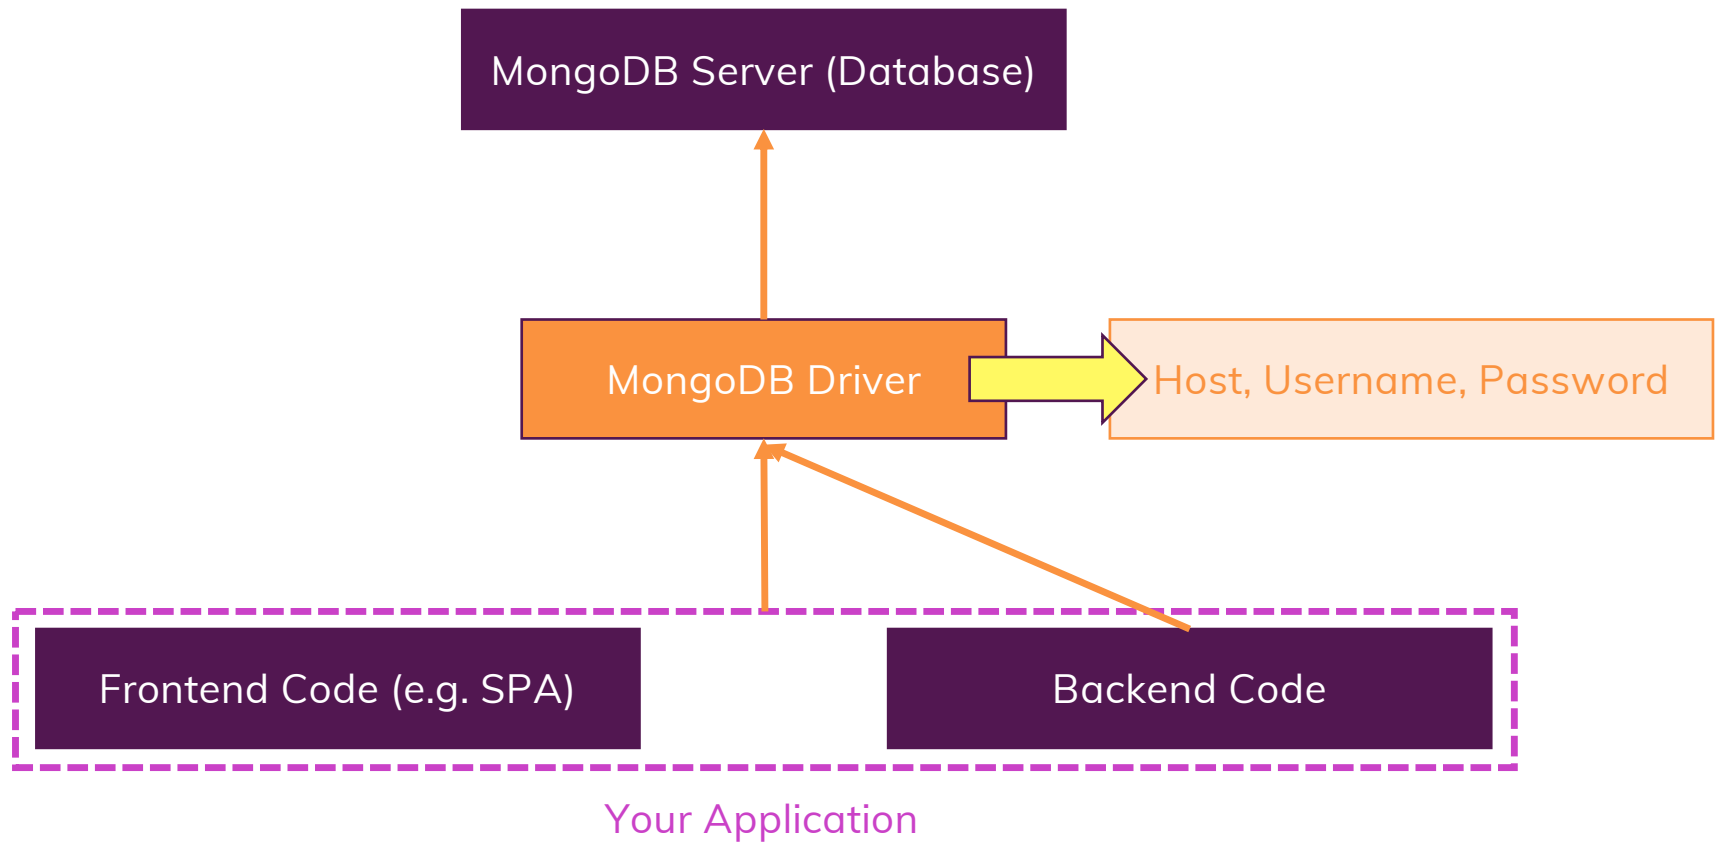 MongoDB Server (Database)
MongoDB Driver
Host, Username, Password
Frontend Code (e.g. SPA)
Backend Code
Your Application